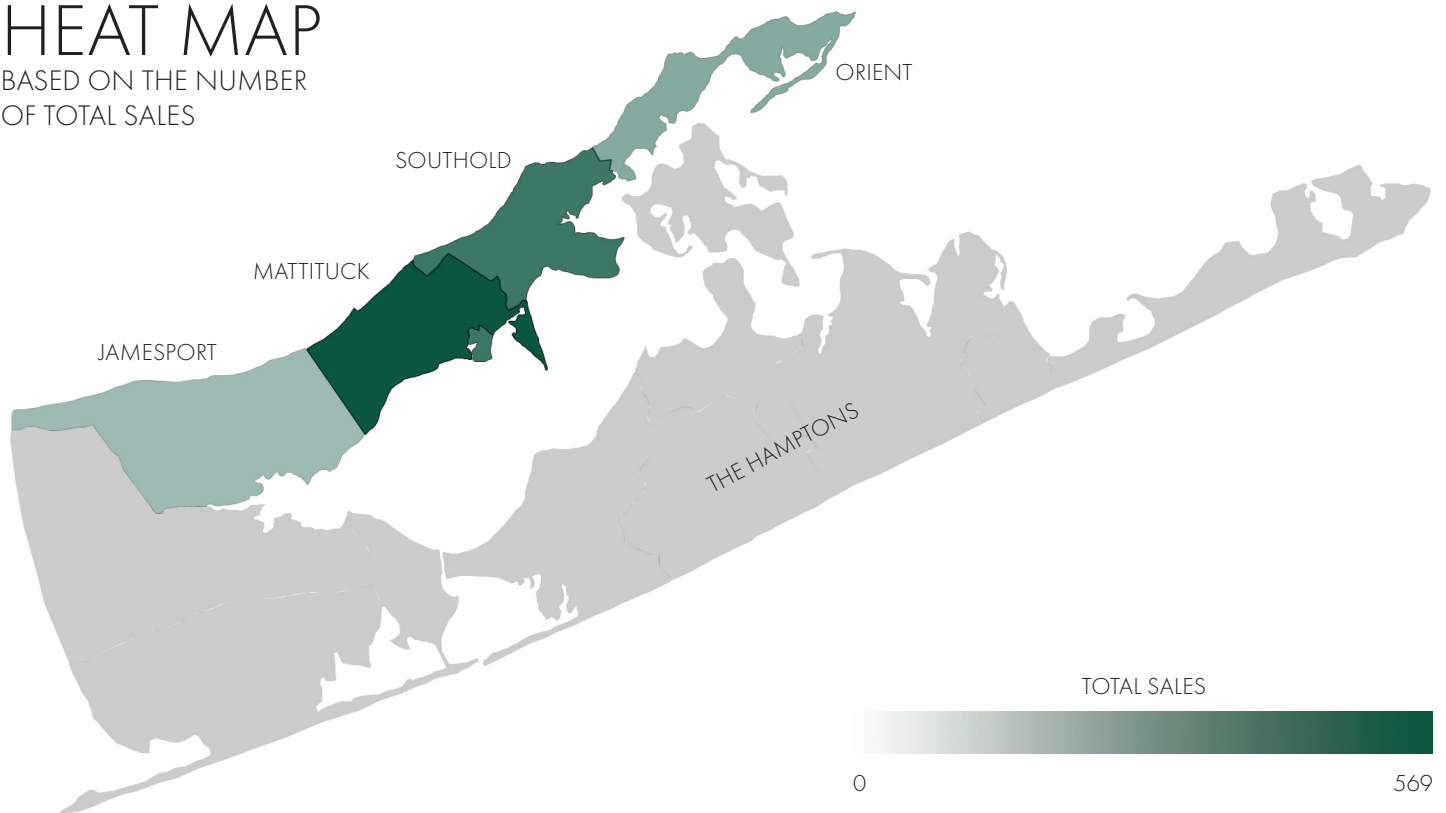 HEAT MAP
BASED ON THE NUMBER
OF TOTAL SALES
ORIENT
SOUTHOLD
MATTITUCK
JAMESPORT
THE HAMPTONS
TOTAL SALES
0
569